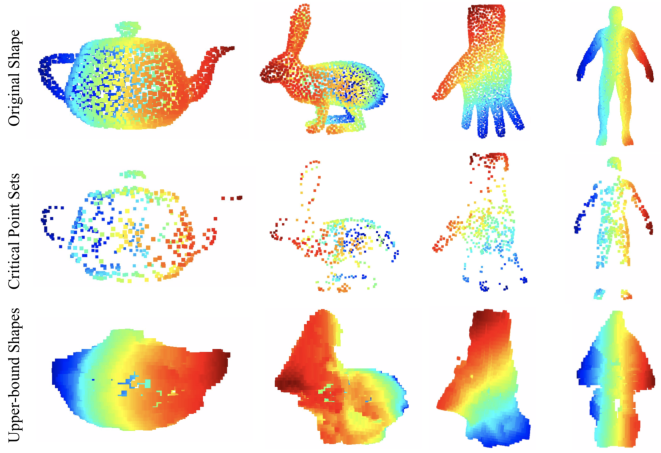 Original Shape
Critical Point Sets
Upper-bound Shapes